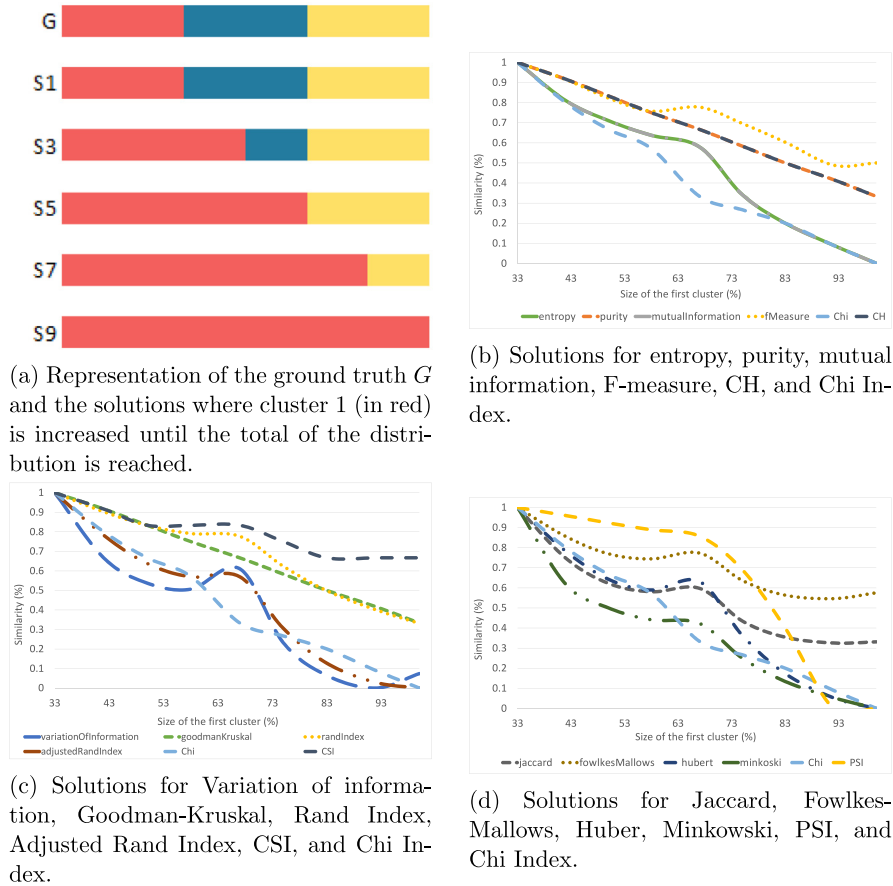 G
S1
S3
S5
S7
S9
(a) Representation of the ground truth G
and the solutions where cluster 1 (in red)
is increased until the total of the distri-
bution is reached.
1
0.9
0.8
0.7
0.6
0.5
0.4
0.3
0.2
0.1
0
Similarity (%)
33 43 53 63 73 83 93
Size of the first cluster (%)
entropy purity mutualInformation fMeasure Chi CH
(b) Solutions for entropy, purity, mutual
information, F-measure, CH, and Chi In-
dex.
1
0.9
0.8
0.7
0.6
0.5
0.4
0.3
0.2
0.1
0
Similarity (%)
33 43 53 63 73 83 93
Size of the first cluster (%)
variationOfInformation goodmanKruskal randIndex
adjustedRandIndex Chi CSI
(c) Solutions for Variation of informa-
tion, Goodman-Kruskal, Rand Index,
Adjusted Rand Index, CSI, and Chi In-
dex.
1
0.9
0.8
0.7
0.6
0.5
0.4
0.3
0.2
0.1
0
Similarity (%)
33 43 53 63 73 83 93
Size of the first cluster (%)
jaccard fowlkesMallows hubert minkoski Chi PSI
(d) Solutions for Jaccard, Fowlkes-
Mallows, Huber, Minkowski, PSI, and
Chi Index.